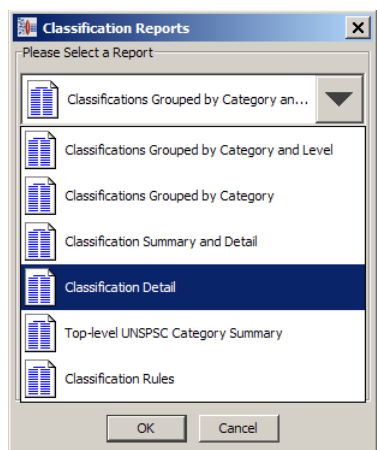 Classification Reports
Please Select a Report
Classifications Grouped by Category an...
Classifications Grouped by Category and Level
Classifications Grouped by Category
Classification Summary and Detail
Classification Detail
Top-level UNSPSC Category Summary
Classification Rules
OK Cancel